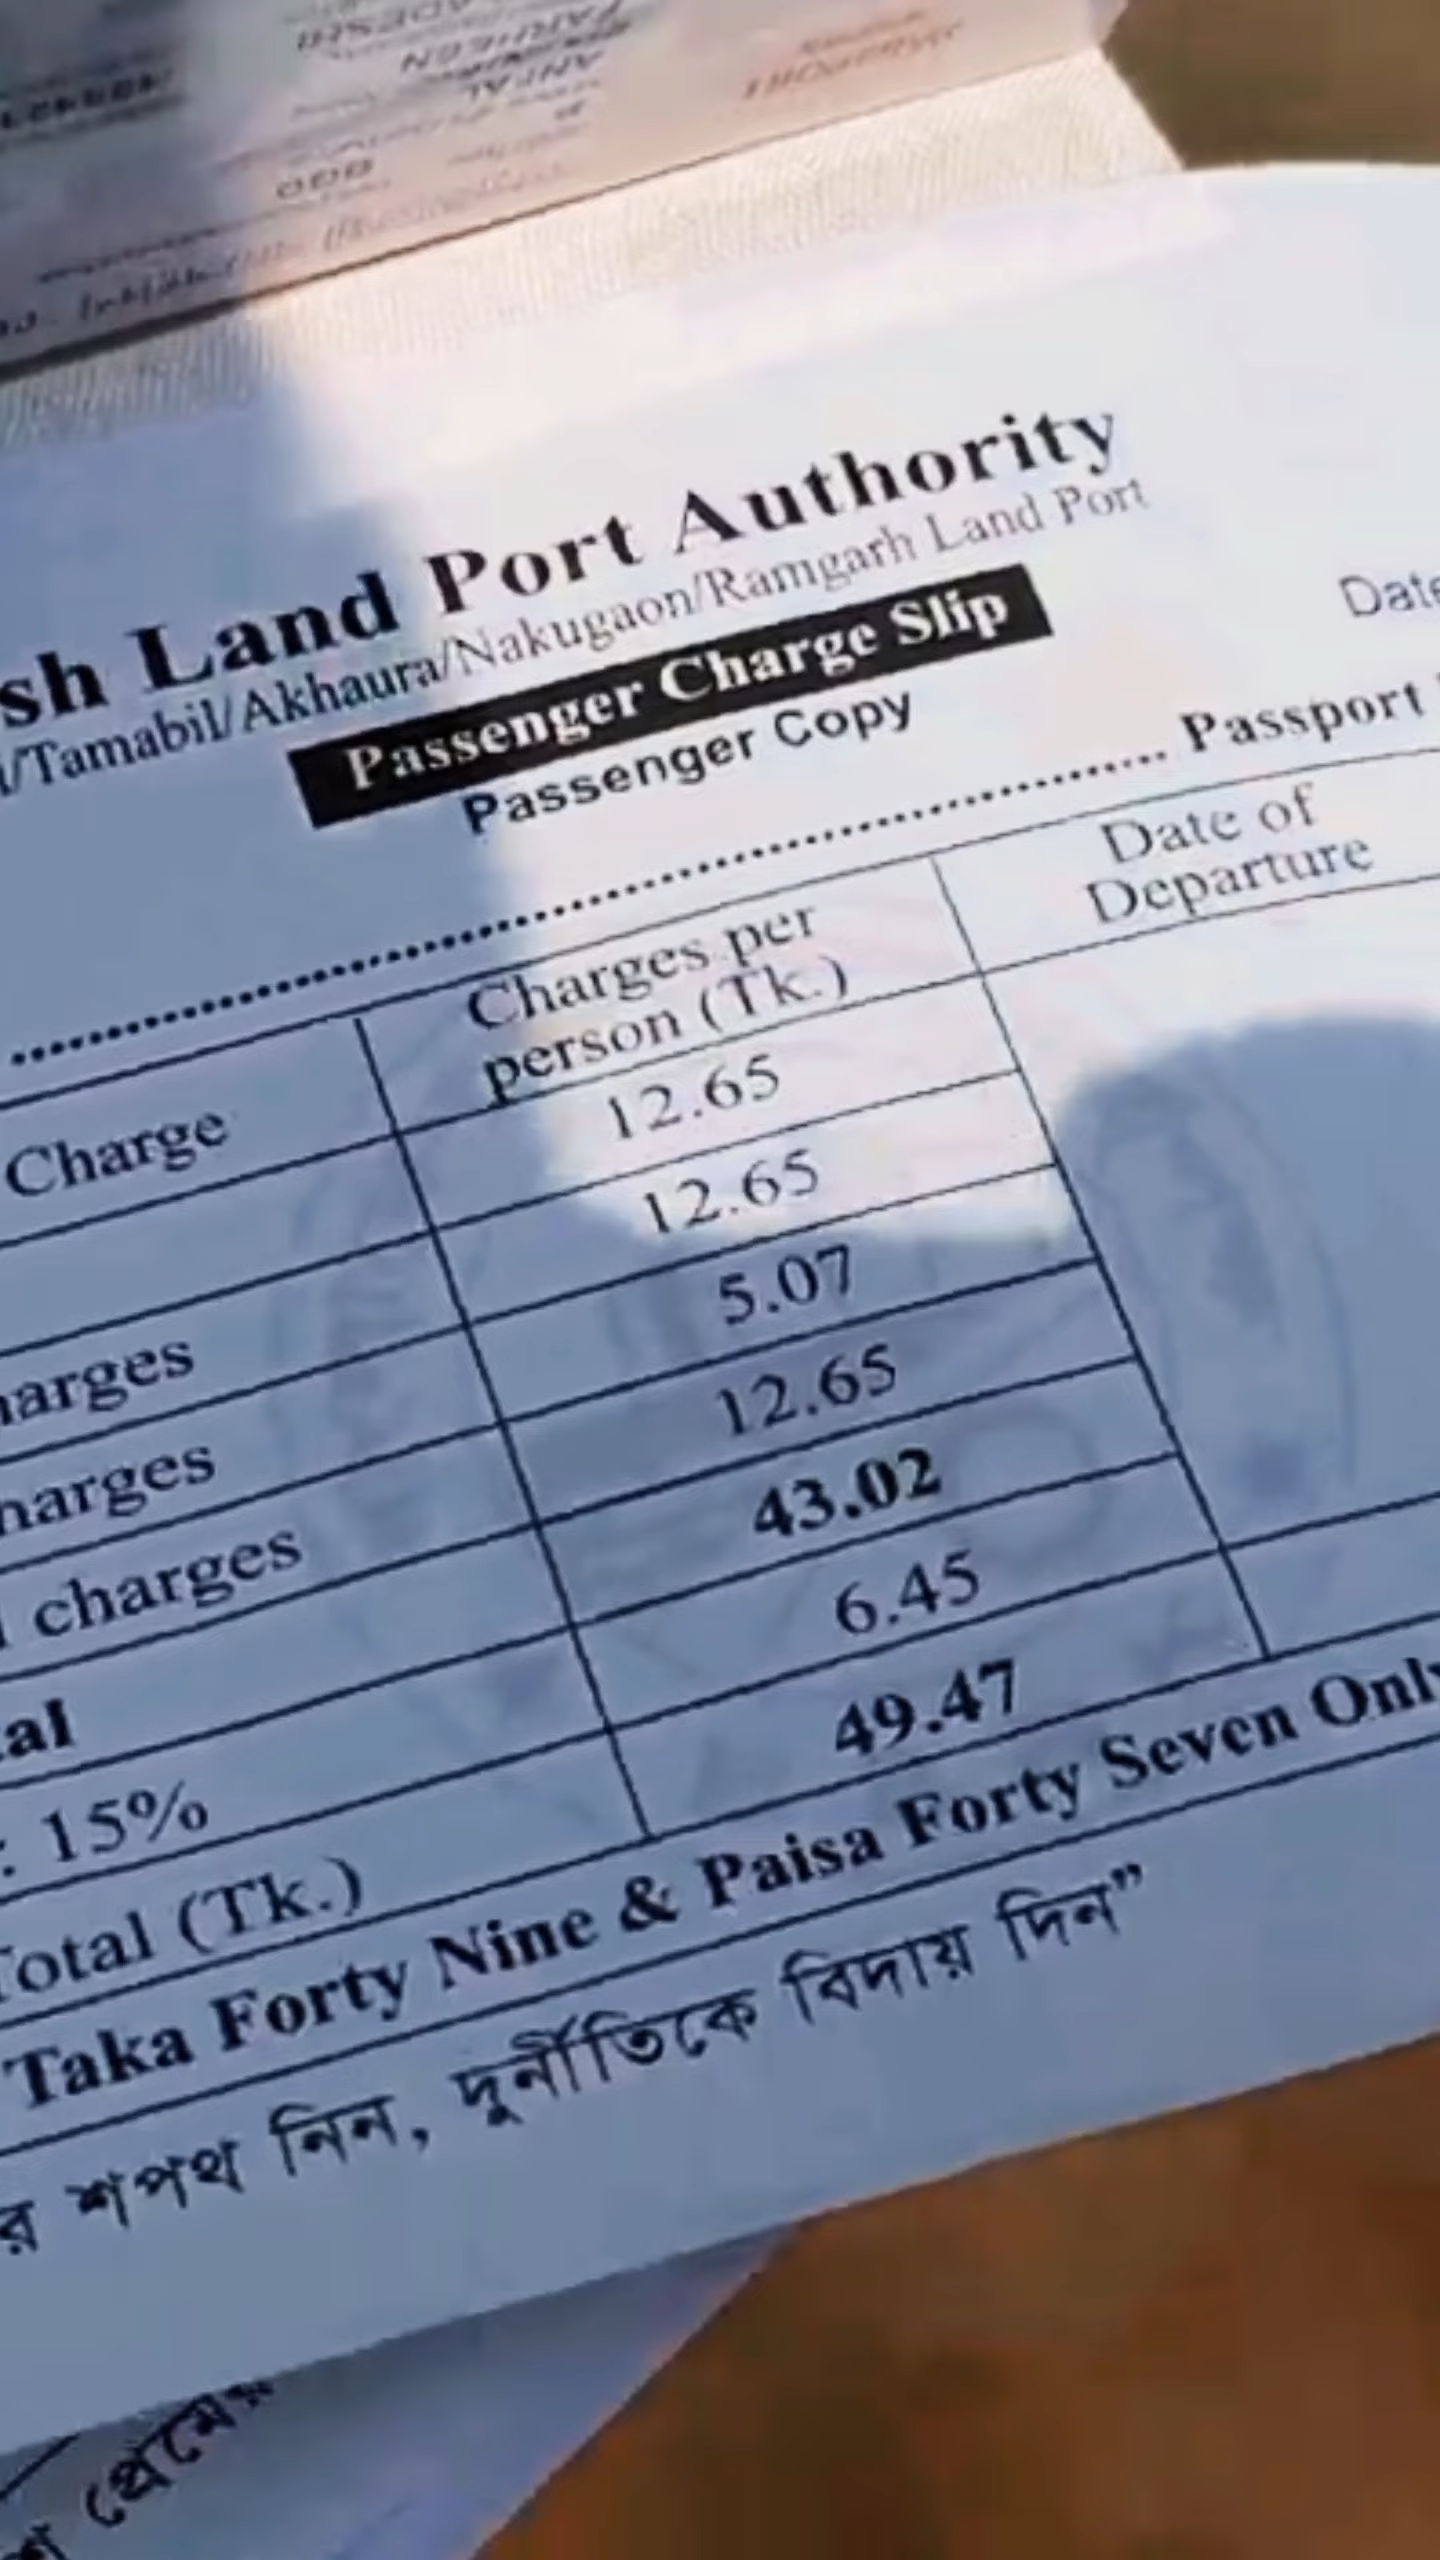 sh Land Port Authority
/Tamabil/Akhaura/Nakugaon/Ramgarh Land Port
Passenger Charge Slip
Date
Passenger Copy
Passport
Charge
Charges per person (Tk.)
Date of Departure
12.65
12.65
harges 5.07
harges 12.65
charges 43.02
al 6.45
: 15% 49.47
Total (Tk.)
Taka Forty Nine & Paisa Forty Seven Only
র শপথ নিন, দুর্নীতিকে বিদায় দিন”
প্রেমের